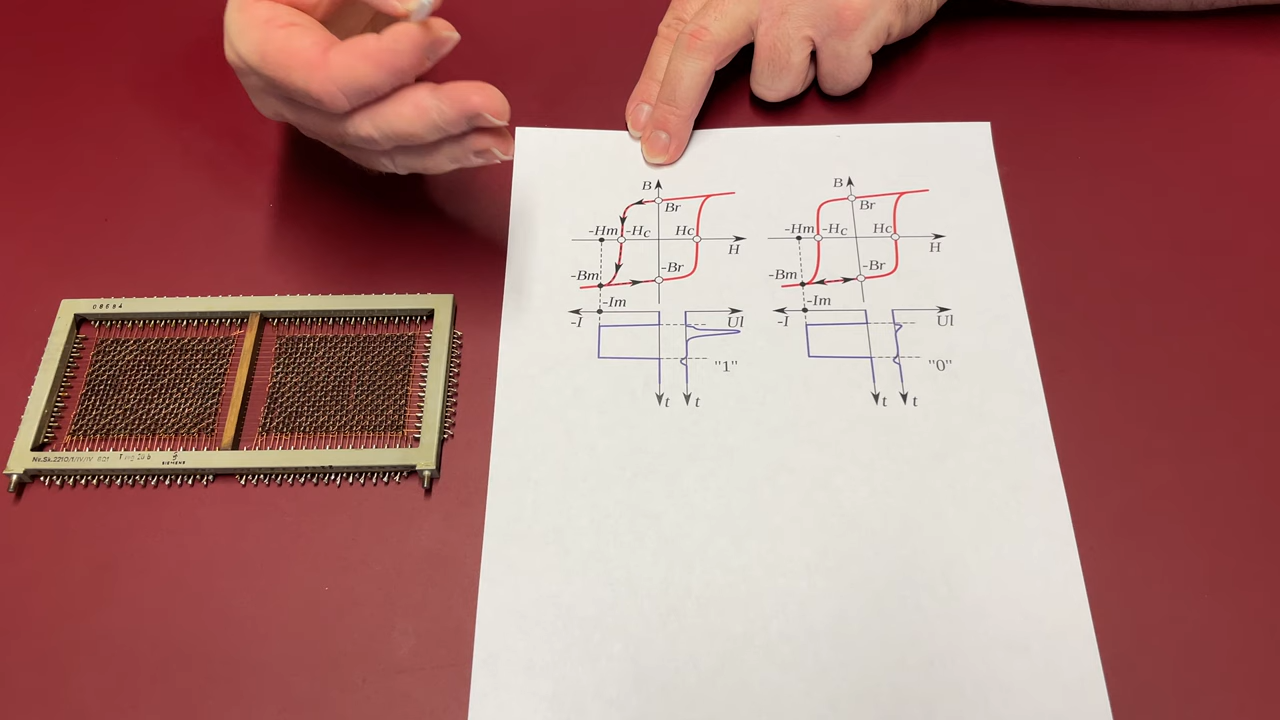 08684
SIEMENS
B
Br
-Hm
-Hc
Hc
H
-Bm
-Br
-Im
-I
Ul
"1"
t
t
B
Br
-Hm
-Hc
Hc
H
-Bm
-Br
-Im
-I
Ul
"0"
t
t